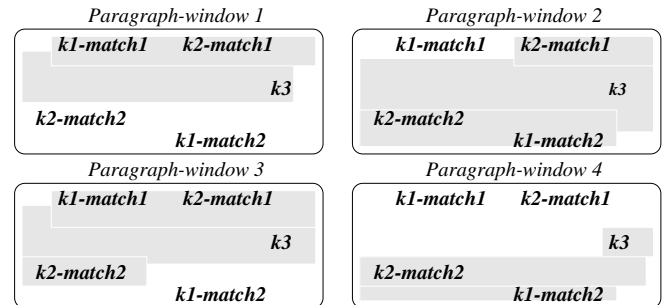 Paragraph-window 1
k1-match1 k2-match1
k3
k2-match2
k1-match2
Paragraph-window 2
k1-match1 k2-match1
k3
k2-match2
k1-match2
Paragraph-window 3
k1-match1 k2-match1
k3
k2-match2
k1-match2
Paragraph-window 4
k1-match1 k2-match1
k3
k2-match2
k1-match2